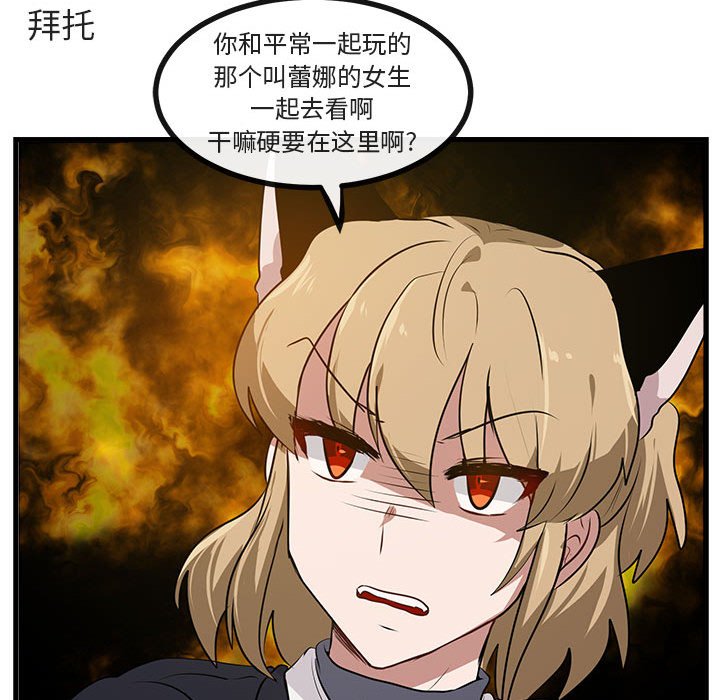 拜托
你和平常一起玩的
那个叫蕾娜的女生
一起去看啊
干嘛硬要在这里啊?